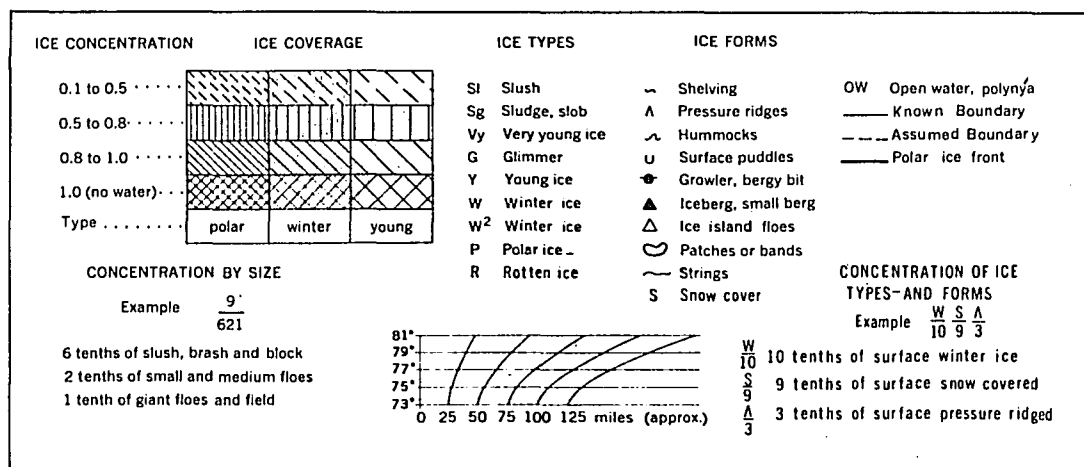 ICE CONCENTRATION ICE COVERAGE
0.1 to 0.5 · · · · ·
0.5 to 0.8 · · · · ·
0.8 to 1.0 · · · · ·
1.0 (no water) · · ·
Type . . . . . . . . polar winter young
ICE TYPES
Sl Slush
Sg Sludge, slob
Vy Very young ice
G Glimmer
Y Young ice
W Winter ice
W² Winter ice
P Polar ice
R Rotten ice
ICE FORMS
Shelving
Λ Pressure ridges
Hummocks
∪ Surface puddles
Growler, bergy bit
▲ Iceberg, small berg
△ Ice island floes
Patches or bands
Strings
S Snow cover
OW Open water, polynya
Known Boundary
Assumed Boundary
Polar ice front
CONCENTRATION BY SIZE
Example 9
621
6 tenths of slush, brash and block
2 tenths of small and medium floes
1 tenth of giant floes and field
81°
79°
77°
75°
73°
0 25 50 75 100 125 miles (approx.)
CONCENTRATION OF ICE
TYPES-AND FORMS
Example W/10 S/9 Λ/3
W/10 10 tenths of surface winter ice
S/9 9 tenths of surface snow covered
Λ/3 3 tenths of surface pressure ridged